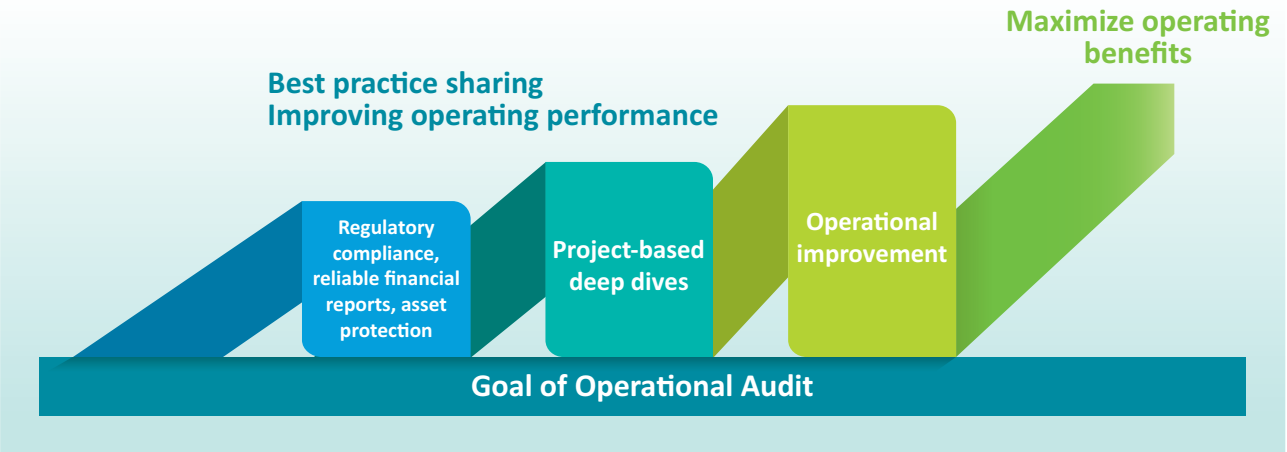 Maximize operating
benefits
Best practice sharing
Improving operating performance
Regulatory
compliance,
reliable financial
reports, asset
protection
Project-based
deep dives
Operational
improvement
Goal of Operational Audit